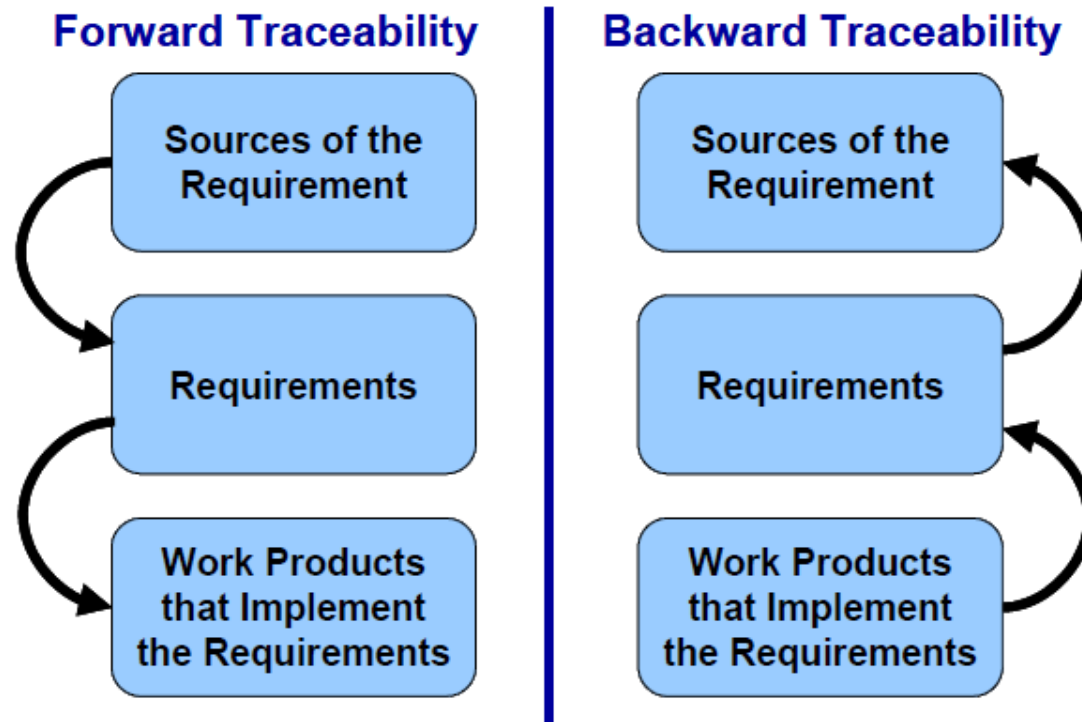 Forward Traceability
Sources of the
Requirement
Requirements
Work Products
that Implement
the Requirements
Backward Traceability
Sources of the
Requirement
Requirements
Work Products
that Implement
the Requirements